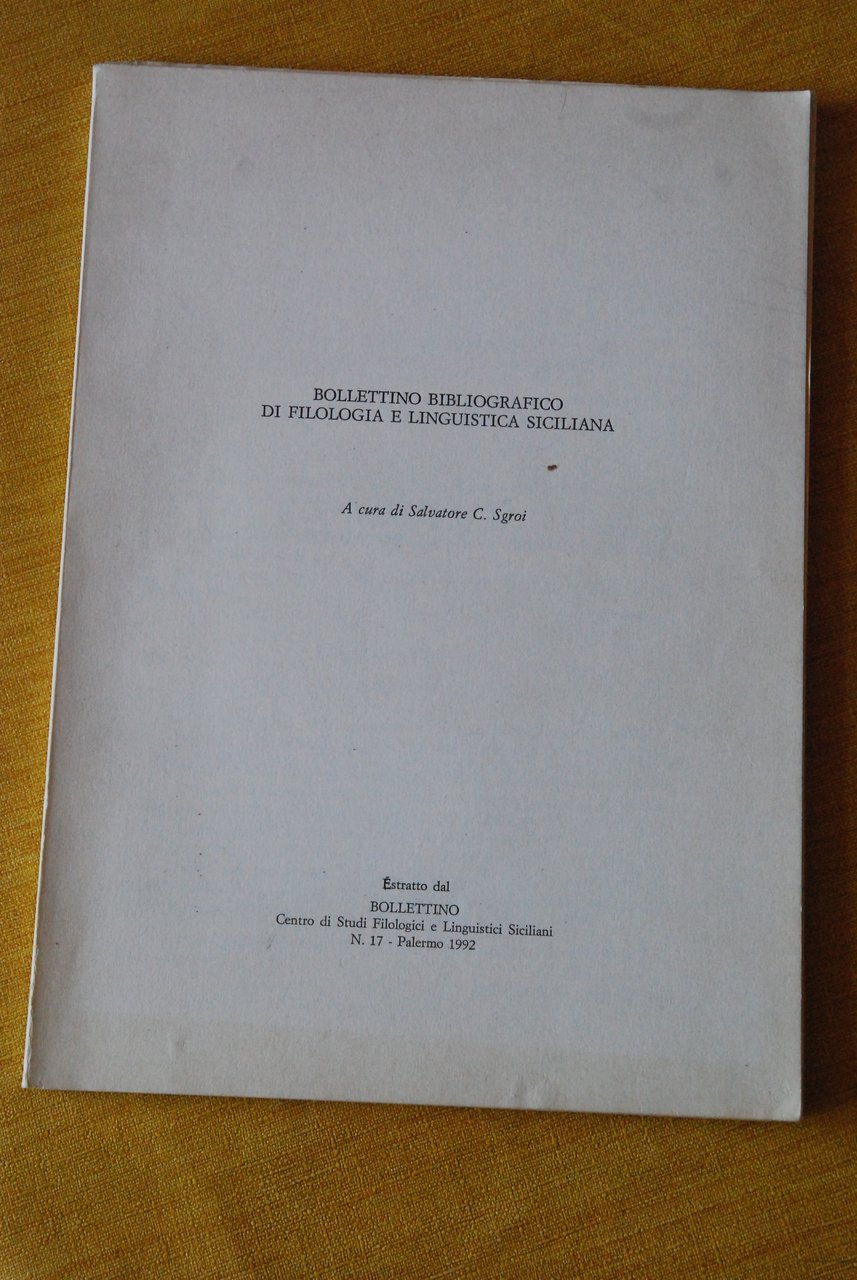 BOLLETTINO BIBLIOGRAFICO
DI FILOLOGIA E LINGUISTICA SICILIANA
A cura di Salvatore C. Sgroi
Estratto dal
BOLLETTINO
Centro di Studi Filologici e Linguistici Siciliani
N. 17 - Palermo 1992